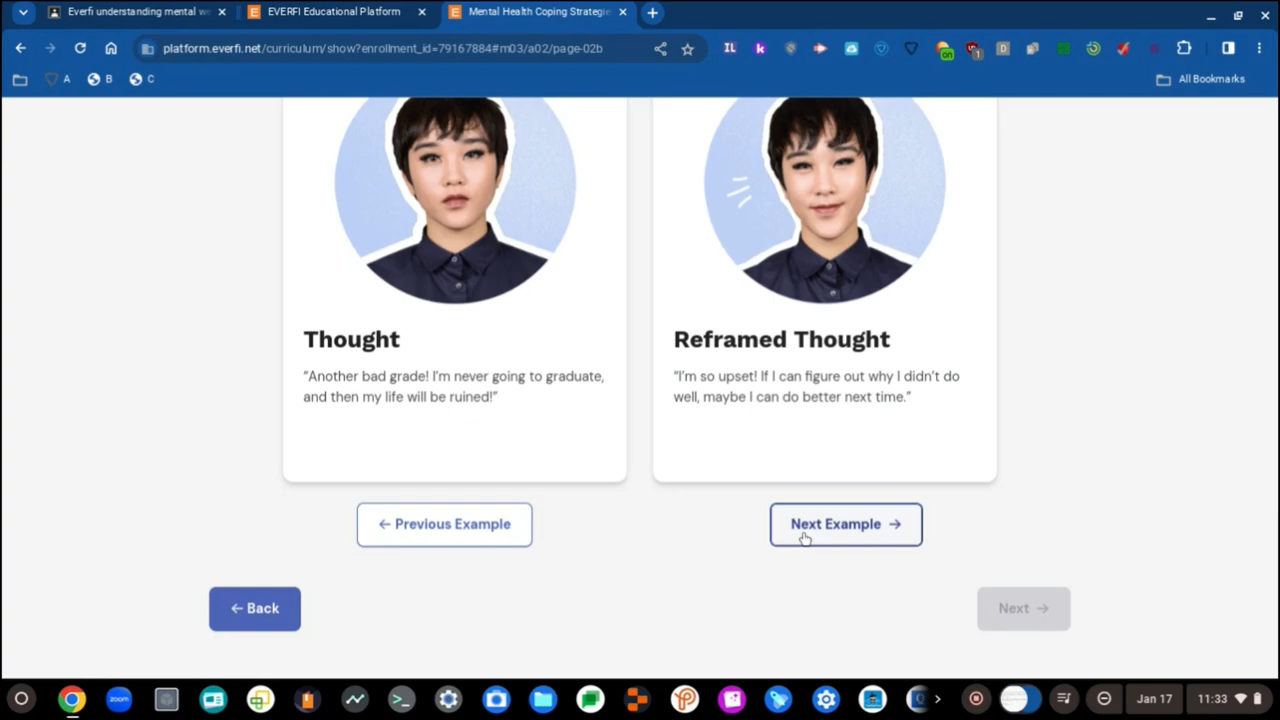 Everfi understanding mental we
EVERFI Educational Platform
Mental Health Coping Strategie
platform.everfi.net/curriculum/show?enrollment_id=79167884#m03/a02/page-02b
A
B
C
All Bookmarks
Thought
“Another bad grade! I’m never going to graduate,
and then my life will be ruined!”
Reframed Thought
“I’m so upset! If I can figure out why I didn’t do
well, maybe I can do better next time.”
← Previous Example
Next Example →
← Back
Next →
zoom
Jan 17
11:33